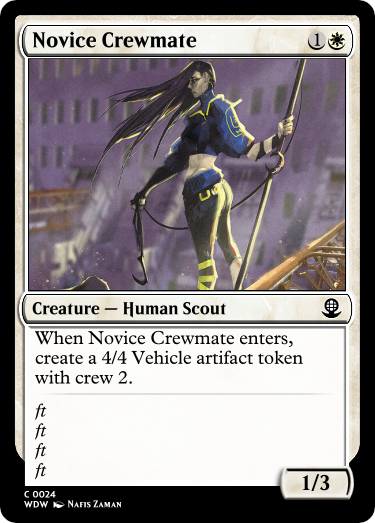 Novice Crewmate 1
Creature — Human Scout
When Novice Crewmate enters,
create a 4/4 Vehicle artifact token
with crew 2.
ft
ft
ft
ft
1/3
C 0024
WDW Nafis Zaman